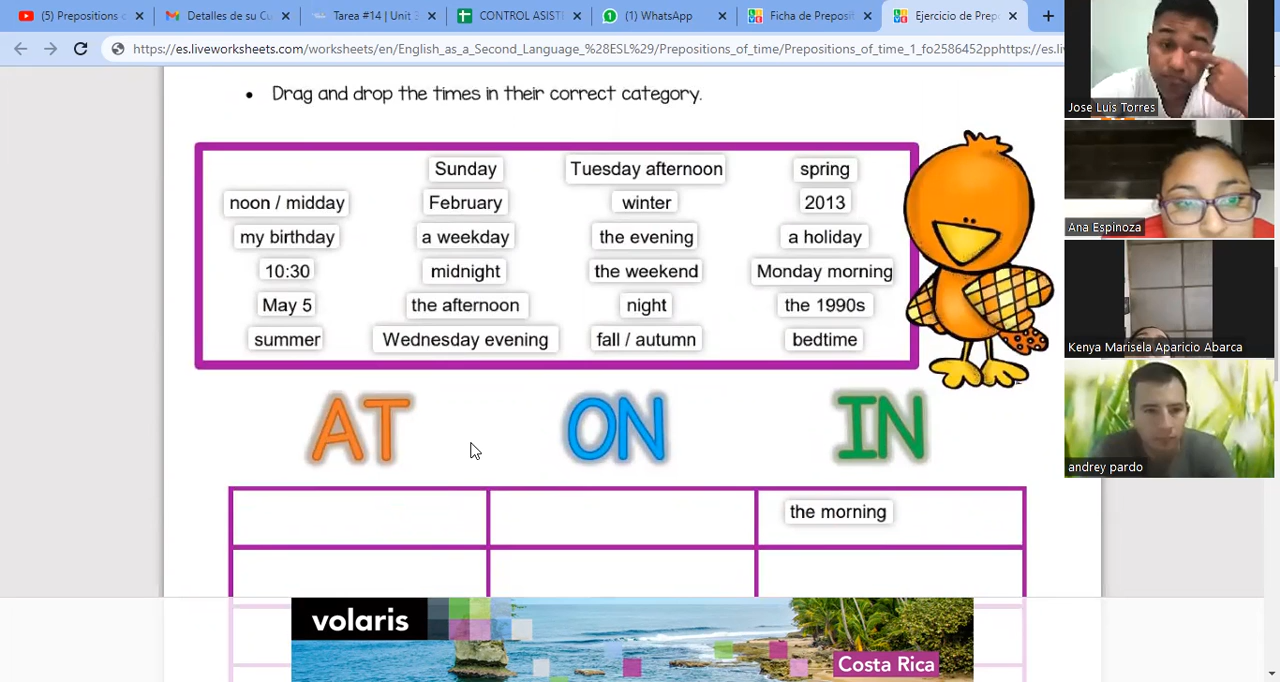 (5) Prepositions
Detalles de su Cu
Tarea #14 | Unit
CONTROL ASIST
(1) WhatsApp
Ficha de Preposit
Ejercicio de Prep
https://es.liveworksheets.com/worksheets/en/English_as_a_Second_Language_%28ESL%29/Prepositions_of_time/Prepositions_of_time_1_fo2586452pphttps://es.li
Drag and drop the times in their correct category.
Sunday Tuesday afternoon spring
noon / midday February winter 2013
my birthday a weekday the evening a holiday
10:30 midnight the weekend Monday morning
May 5 the afternoon night the 1990s
summer Wednesday evening fall / autumn bedtime
AT ON IN
the morning
volaris
Costa Rica
Jose Luis Torres
Ana Espinoza
Kenya Marisela Aparicio Abarca
andrey pardo